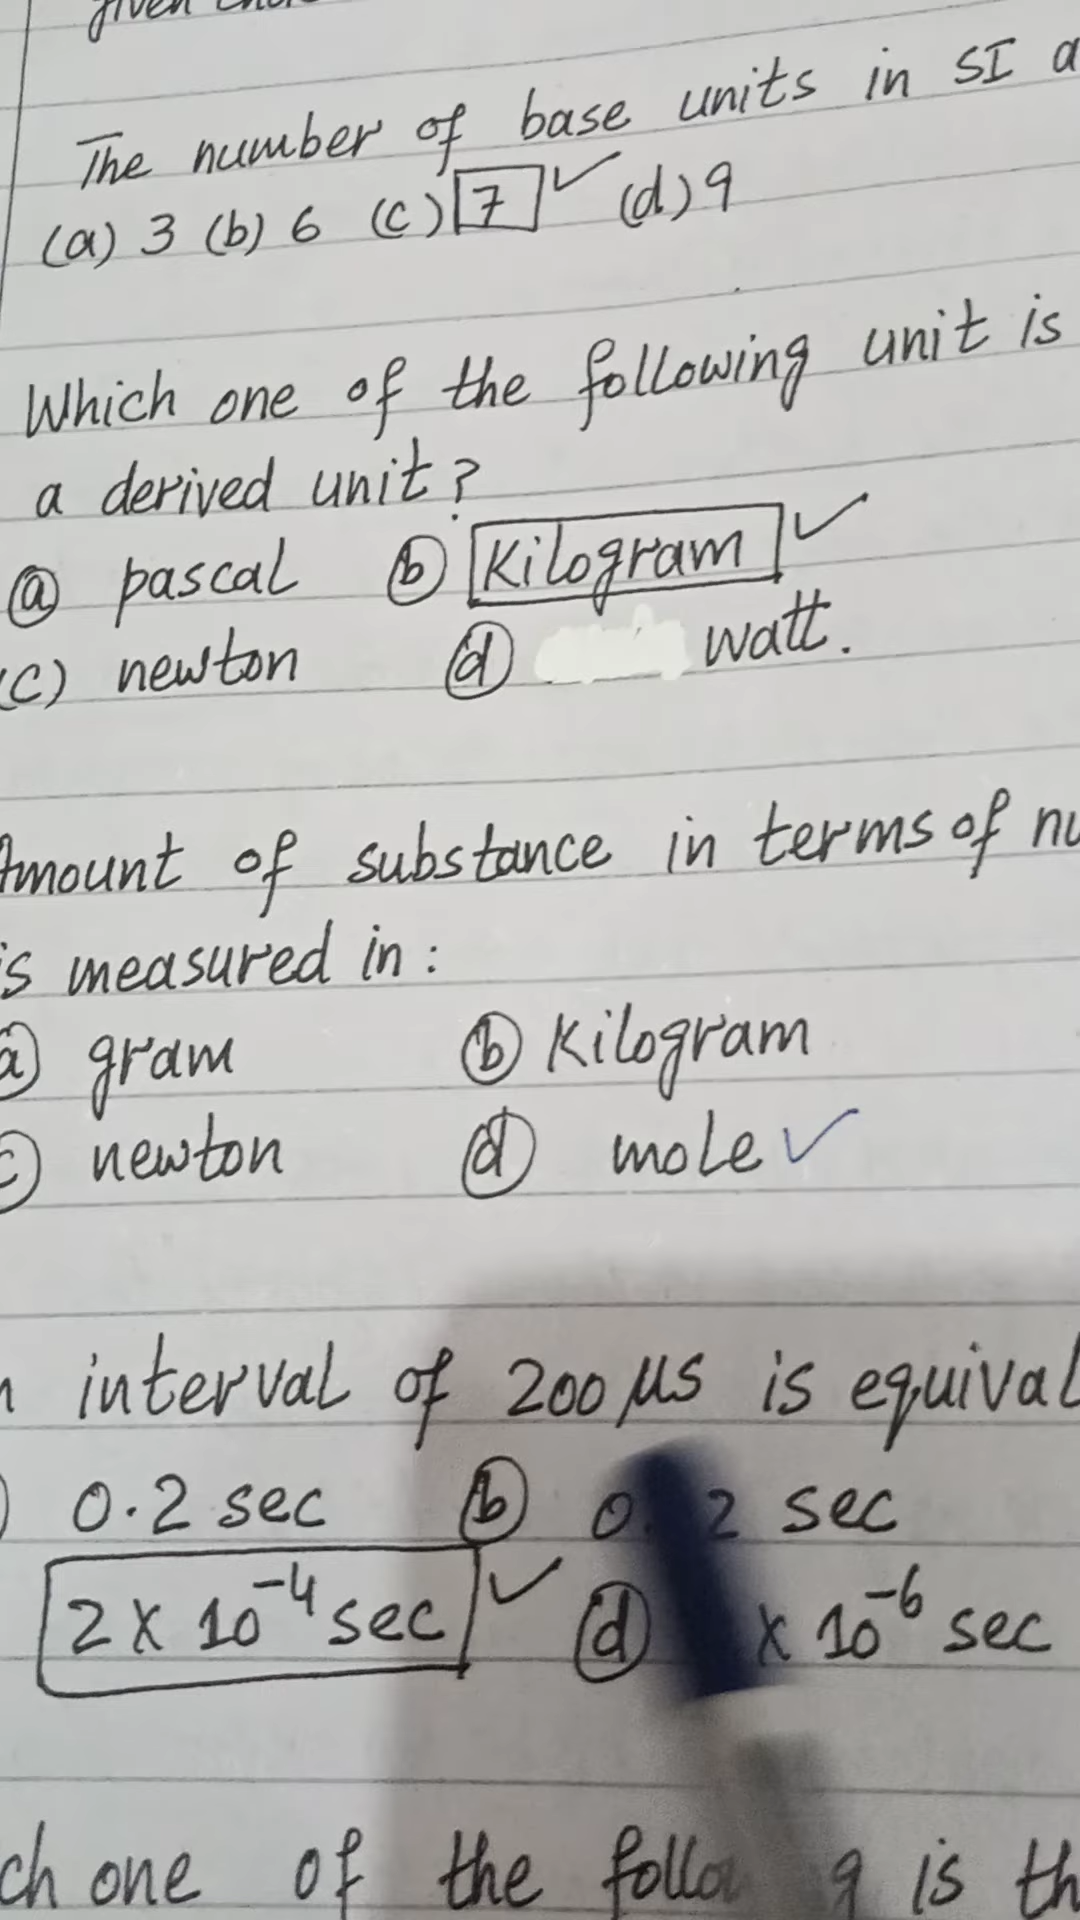 given
The number of base units in SI a
(a) 3 (b) 6 (c) 7 ✓ (d) 9
Which one of the following unit is
a derived unit?
(a) pascal (b) Kilogram ✓
(c) newton (d) watt.
Amount of substance in terms of nu
is measured in:
a) gram (b) Kilogram
c) newton (d) mole ✓
n interval of 200 μs is equival
) 0.2 sec (b) 0. 2 sec
2 × 10⁻⁴ sec ✓ (d) × 10⁻⁶ sec
ch one of the follo g is th